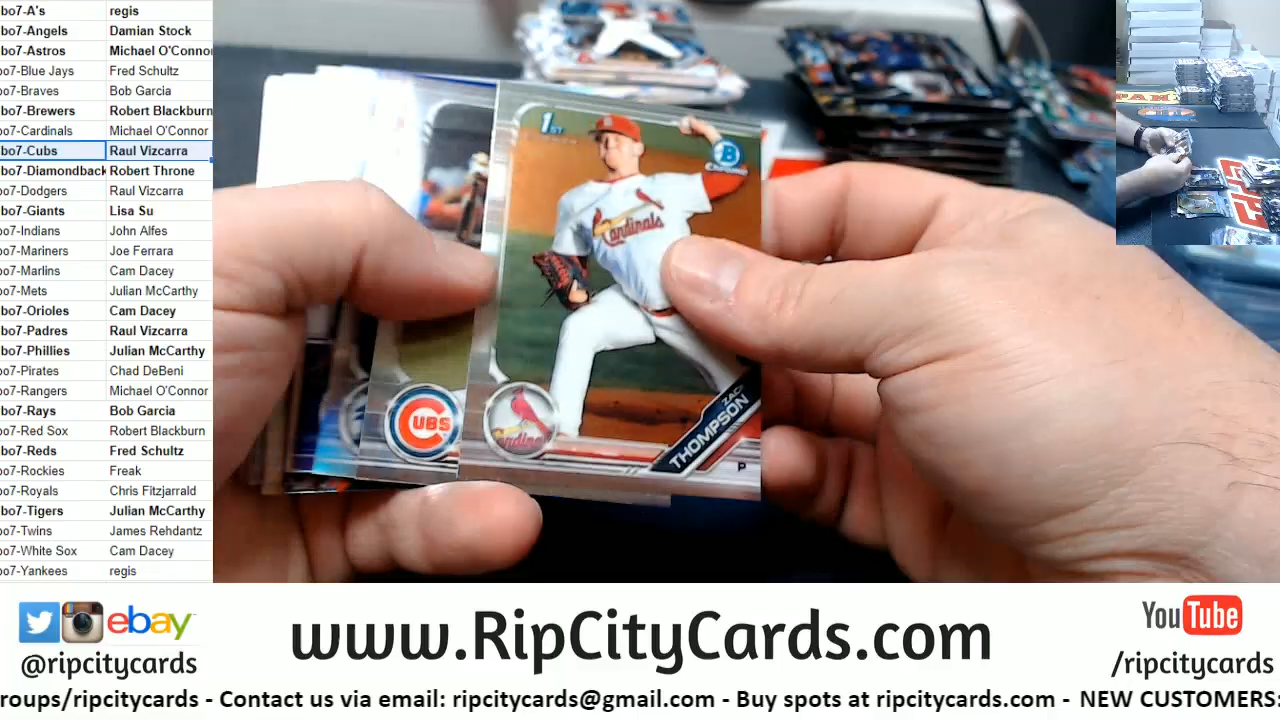 bo7-A's regis
bo7-Angels Damian Stock
bo7-Astros Michael O'Connor
bo7-Blue Jays Fred Schultz
bo7-Braves Bob Garcia
bo7-Brewers Robert Blackburn
bo7-Cardinals Michael O'Connor
bo7-Cubs Raul Vizcarra
bo7-Diamondback Robert Throne
bo7-Dodgers Raul Vizcarra
bo7-Giants Lisa Su
bo7-Indians John Alfes
bo7-Mariners Joe Ferrara
bo7-Marlins Cam Dacey
bo7-Mets Julian McCarthy
bo7-Orioles Cam Dacey
bo7-Padres Raul Vizcarra
bo7-Phillies Julian McCarthy
bo7-Pirates Chad DeBeni
bo7-Rangers Michael O'Connor
bo7-Rays Bob Garcia
bo7-Red Sox Robert Blackburn
bo7-Reds Fred Schultz
bo7-Rockies Freak
bo7-Royals Chris Fitzjarrald
bo7-Tigers Julian McCarthy
bo7-Twins James Rehdantz
bo7-White Sox Cam Dacey
bo7-Yankees regis
1ST
B
Chrome
Cardinals
CUBS
Cardinals
ZACK
THOMPSON
P
ebay
@ripcitycards
www.RipCityCards.com
YouTube
/ripcitycards
groups/ripcitycards - Contact us via email: ripcitycards@gmail.com - Buy spots at ripcitycards.com - NEW CUSTOMERS: